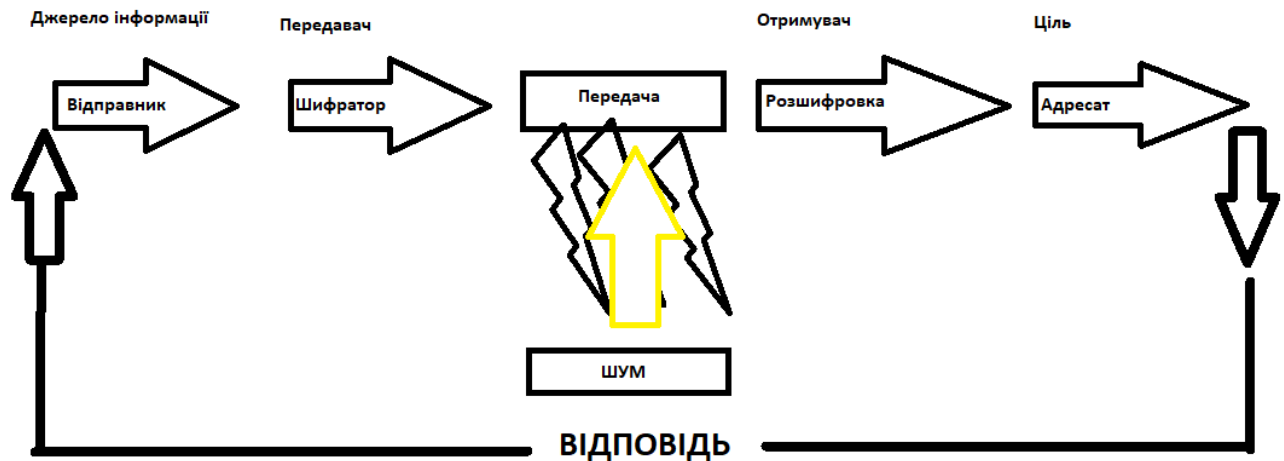 Джерело інформації
Передавач
Отримувач
Ціль
Відправник
Шифратор
Передача
Розшифровка
Адресат
ШУМ
ВІДПОВІДЬ